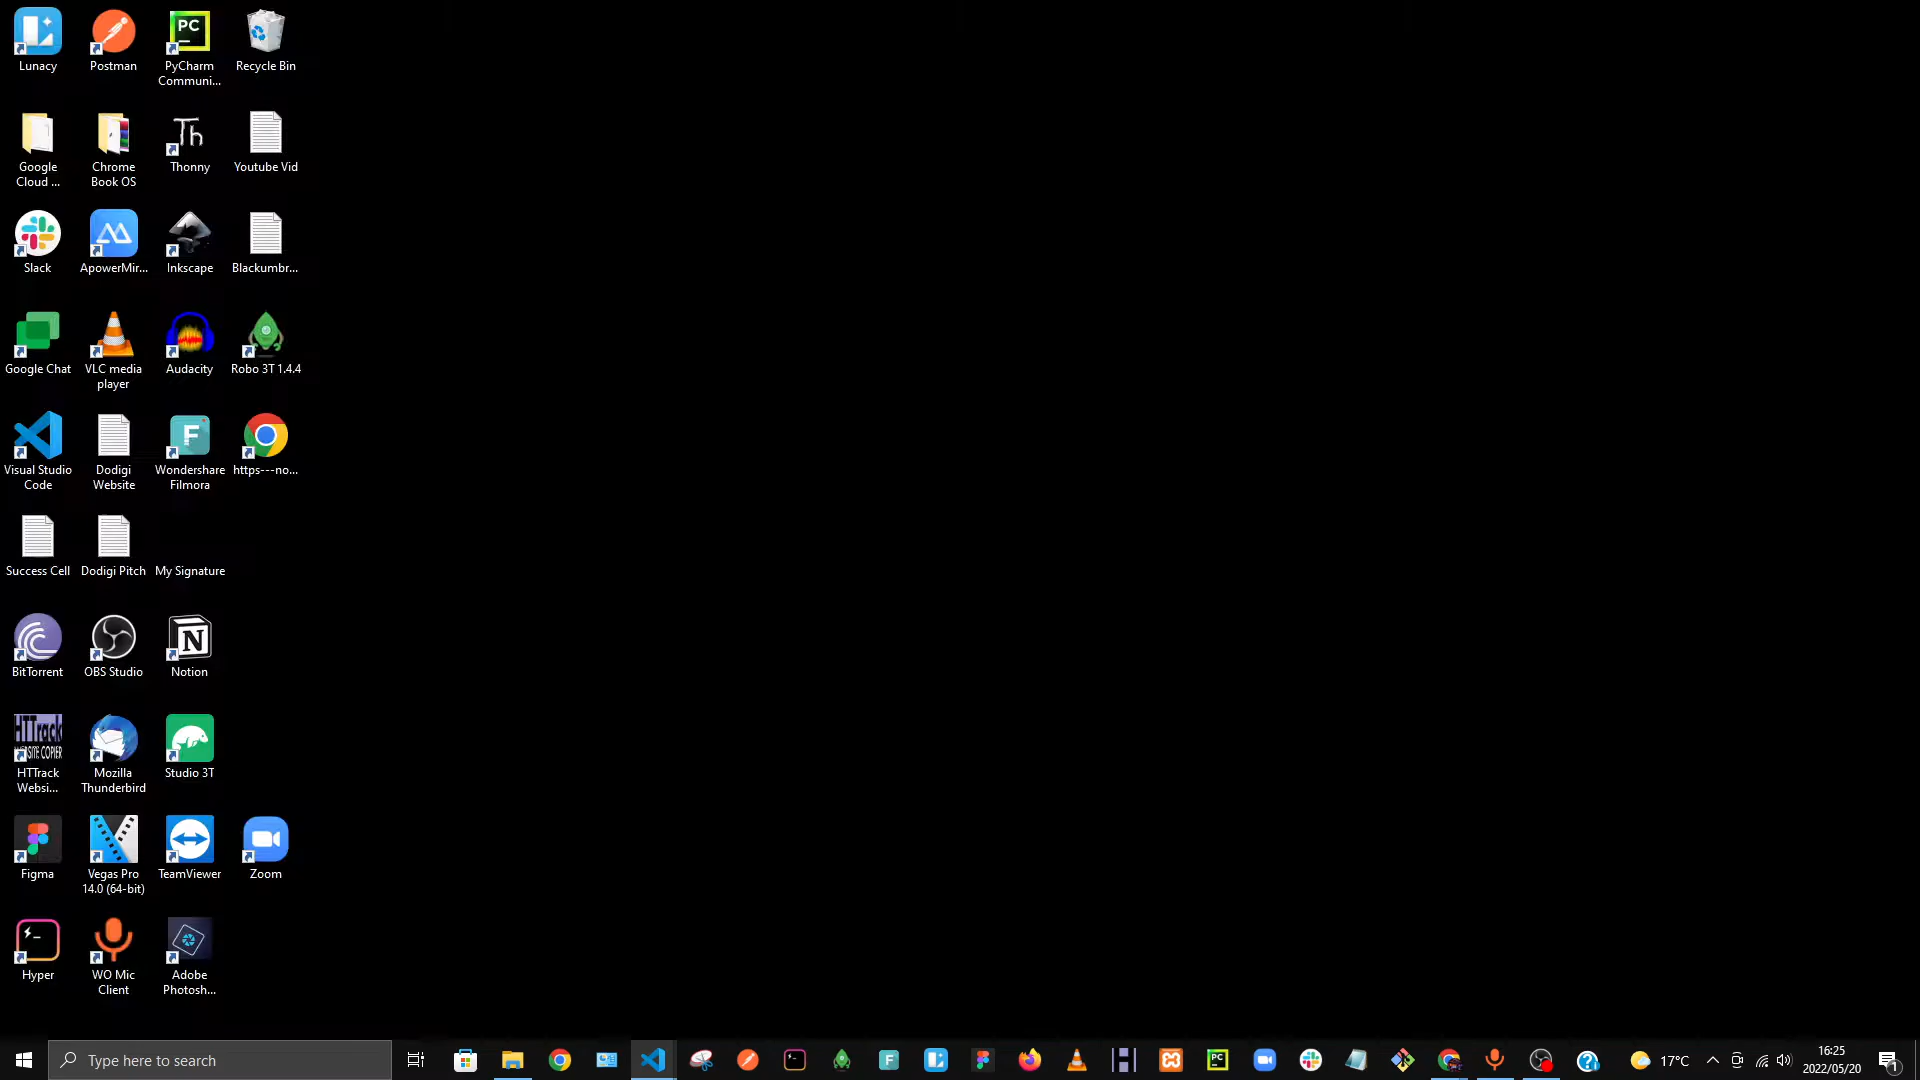 Lunacy
Postman
PyCharm
Communi...
Recycle Bin
Google
Cloud ...
Chrome
Book OS
Thonny
Youtube Vid
Slack
ApowerMir...
Inkscape
Blackumbr...
Google Chat
VLC media
player
Audacity
Robo 3T 1.4.4
Visual Studio
Code
Dodigi
Website
Wondershare
Filmora
https---no...
Success Cell
Dodigi Pitch
My Signature
BitTorrent
OBS Studio
Notion
HTTrack
Websi...
Mozilla
Thunderbird
Studio 3T
Figma
Vegas Pro
14.0 (64-bit)
TeamViewer
Zoom
Hyper
WO Mic
Client
Adobe
Photosh...
Type here to search
17°C
16:25
2022/05/20
1